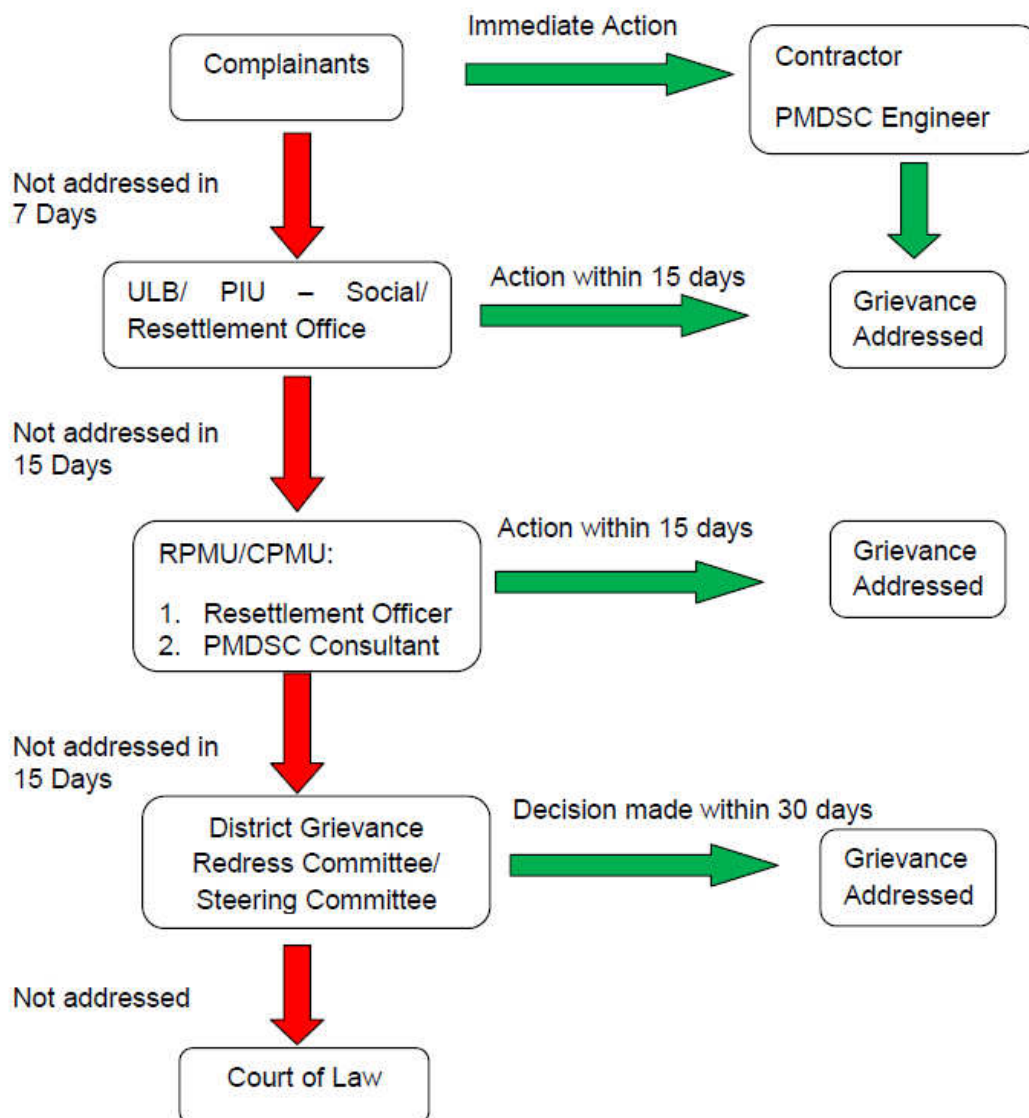 Immediate Action
Complainants
Contractor
PMDSC Engineer
Not addressed in
7 Days
ULB/ PIU – Social/
Resettlement Office
Action within 15 days
Grievance
Addressed
Not addressed in
15 Days
RPMU/CPMU:
1. Resettlement Officer
2. PMDSC Consultant
Action within 15 days
Grievance
Addressed
Not addressed in
15 Days
District Grievance
Redress Committee/
Steering Committee
Decision made within 30 days
Grievance
Addressed
Not addressed
Court of Law